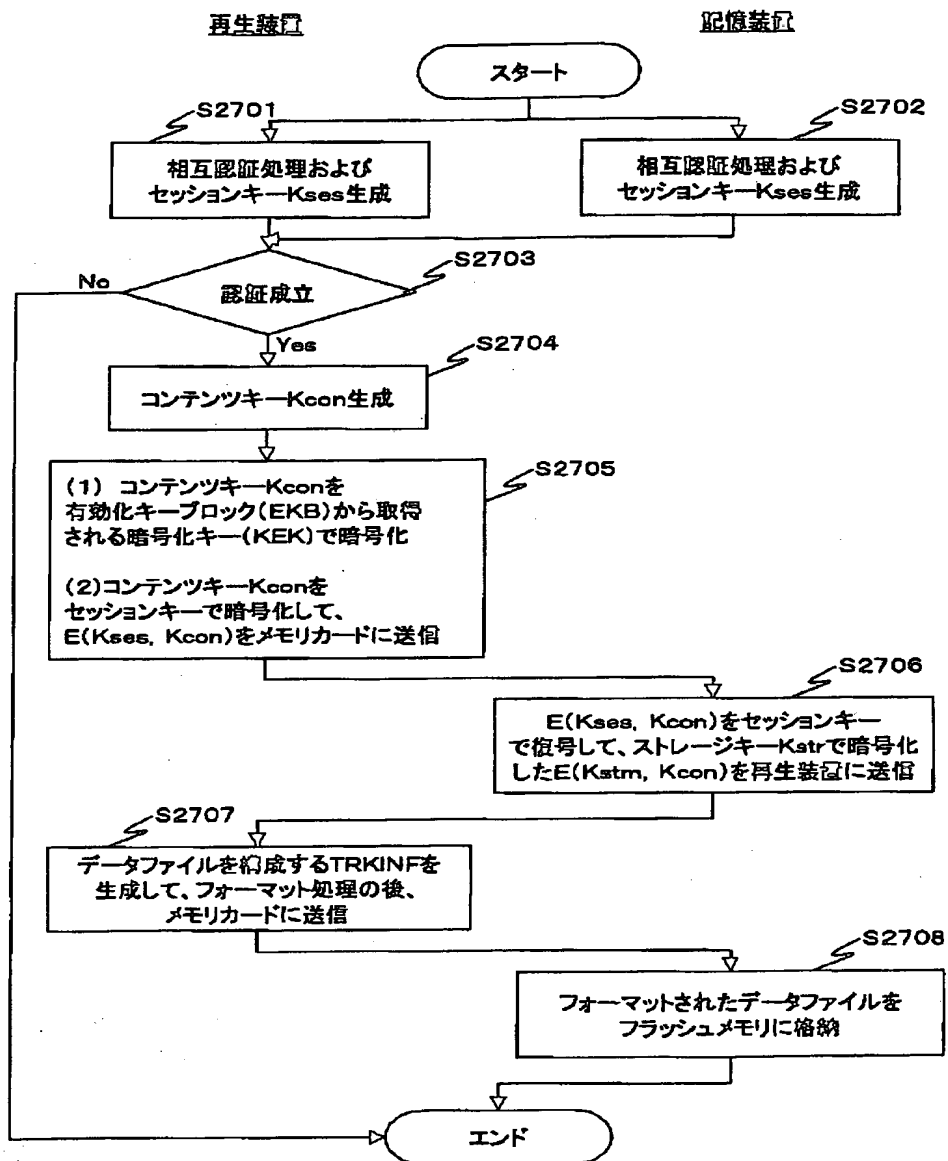 再生装置
記憶装置
スタート
S2701
S2702
相互認証処理および
セッションキーKses生成
相互認証処理および
セッションキーKses生成
S2703
No
認証成立
Yes
S2704
コンテンツキーKcon生成
S2705
(1) コンテンツキーKconを
有効化キーブロック(EKB)から取得
される暗号化キー(KEK)で暗号化
(2)コンテンツキーKconを
セッションキーで暗号化して、
E(Kses, Kcon)をメモリカードに送信
S2706
E(Kses, Kcon)をセッションキー
で復号して、ストレージキーKstrで暗号化
したE(Kstm, Kcon)を再生装置に送信
S2707
データファイルを構成するTRKINFを
生成して、フォーマット処理の後、
メモリカードに送信
S2708
フォーマットされたデータファイルを
フラッシュメモリに格納
エンド